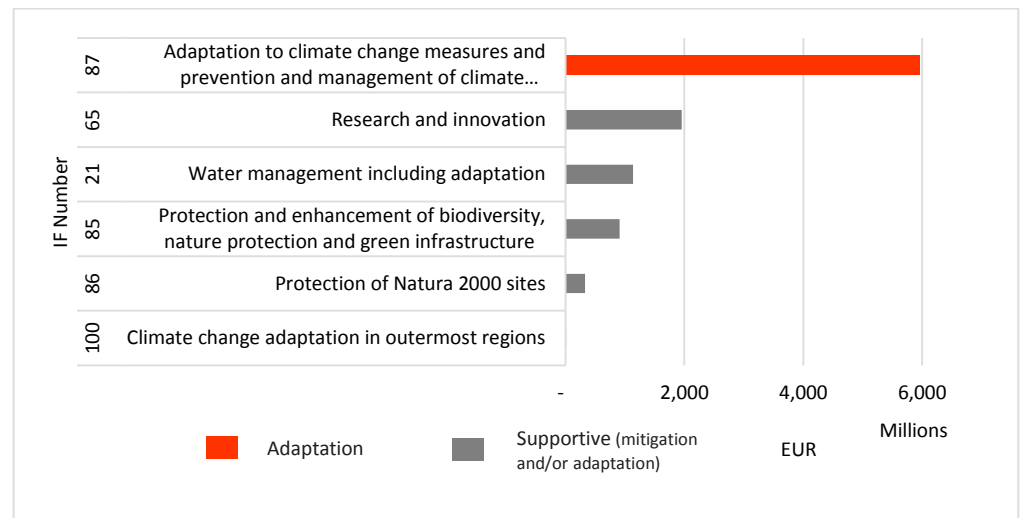 IF Number
87
Adaptation to climate change measures and
prevention and management of climate...
65
Research and innovation
21
Water management including adaptation
85
Protection and enhancement of biodiversity,
nature protection and green infrastructure
86
Protection of Natura 2000 sites
100
Climate change adaptation in outermost regions
- 2,000 4,000 6,000
Millions
EUR
Adaptation
Supportive (mitigation
and/or adaptation)